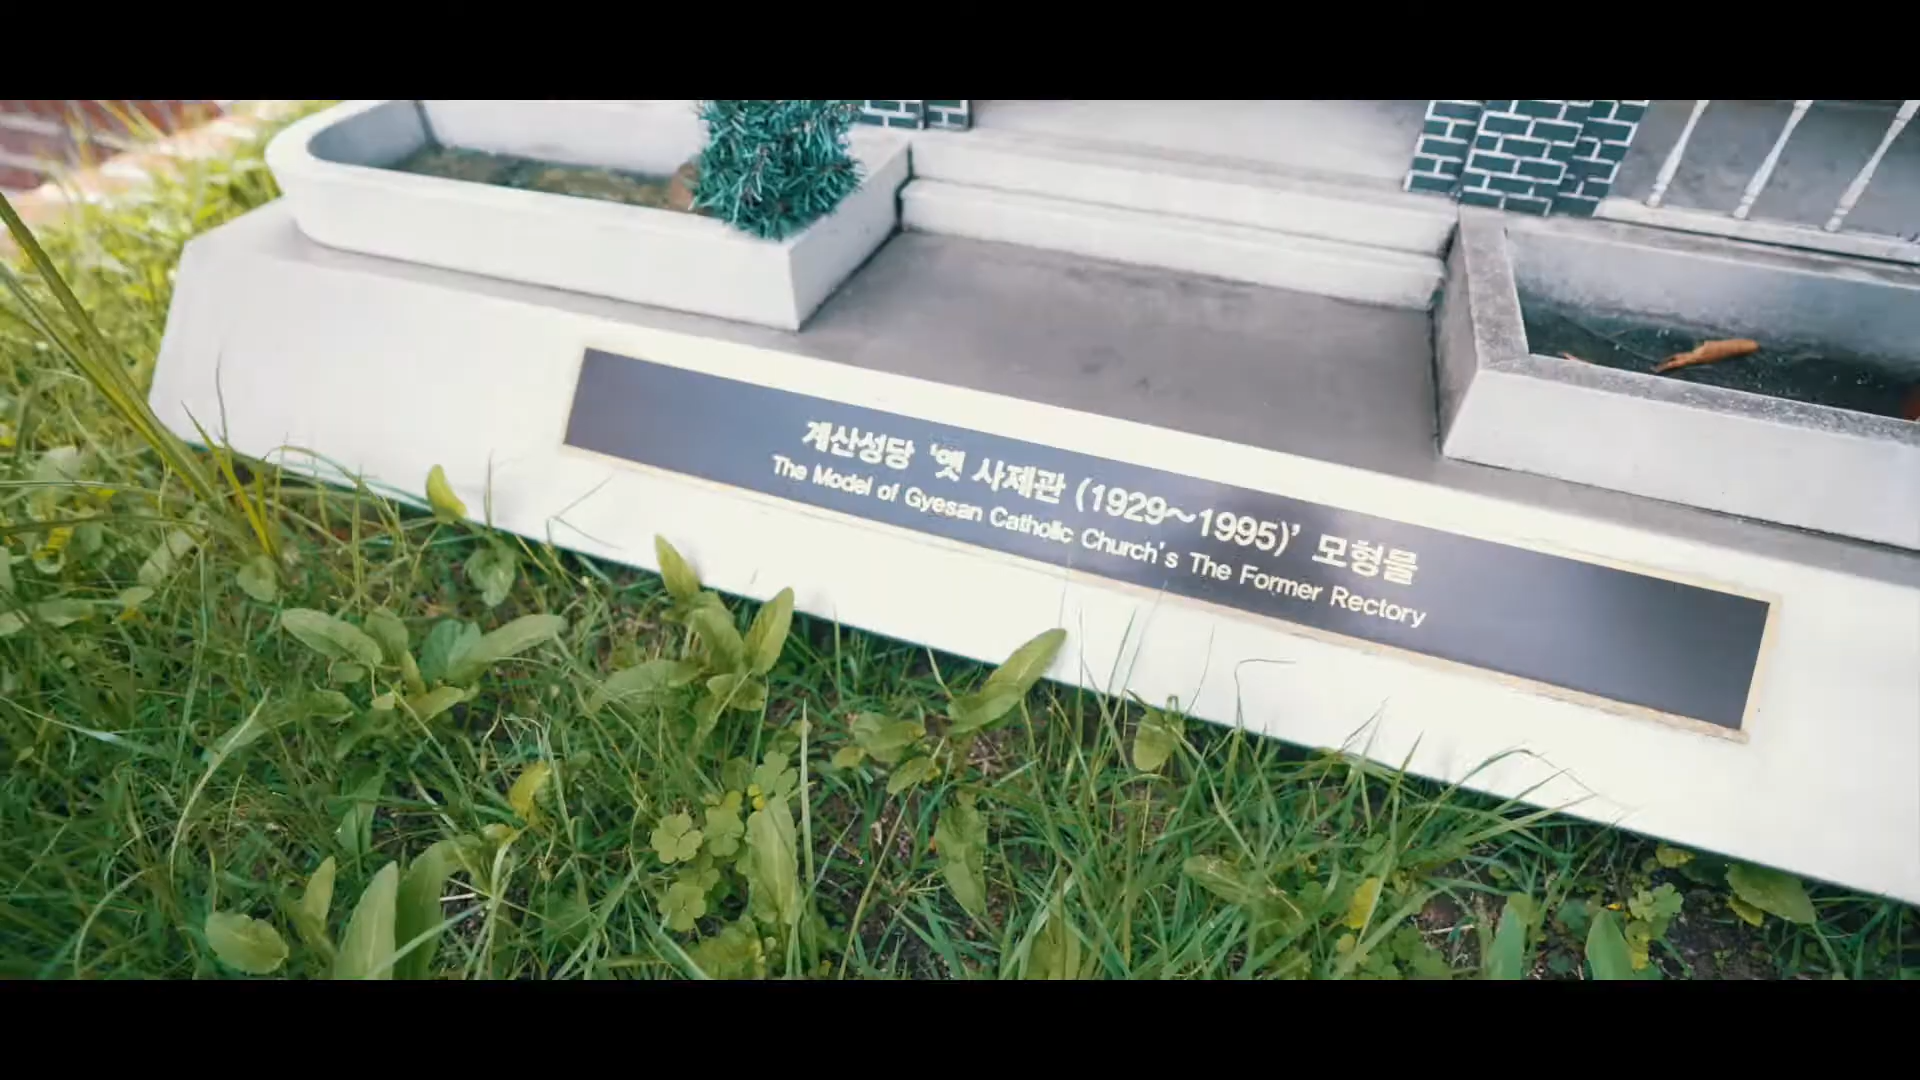 계산성당 ‘옛 사제관 (1929~1995)’ 모형물
The Model of Gyesan Catholic Church's The Former Rectory